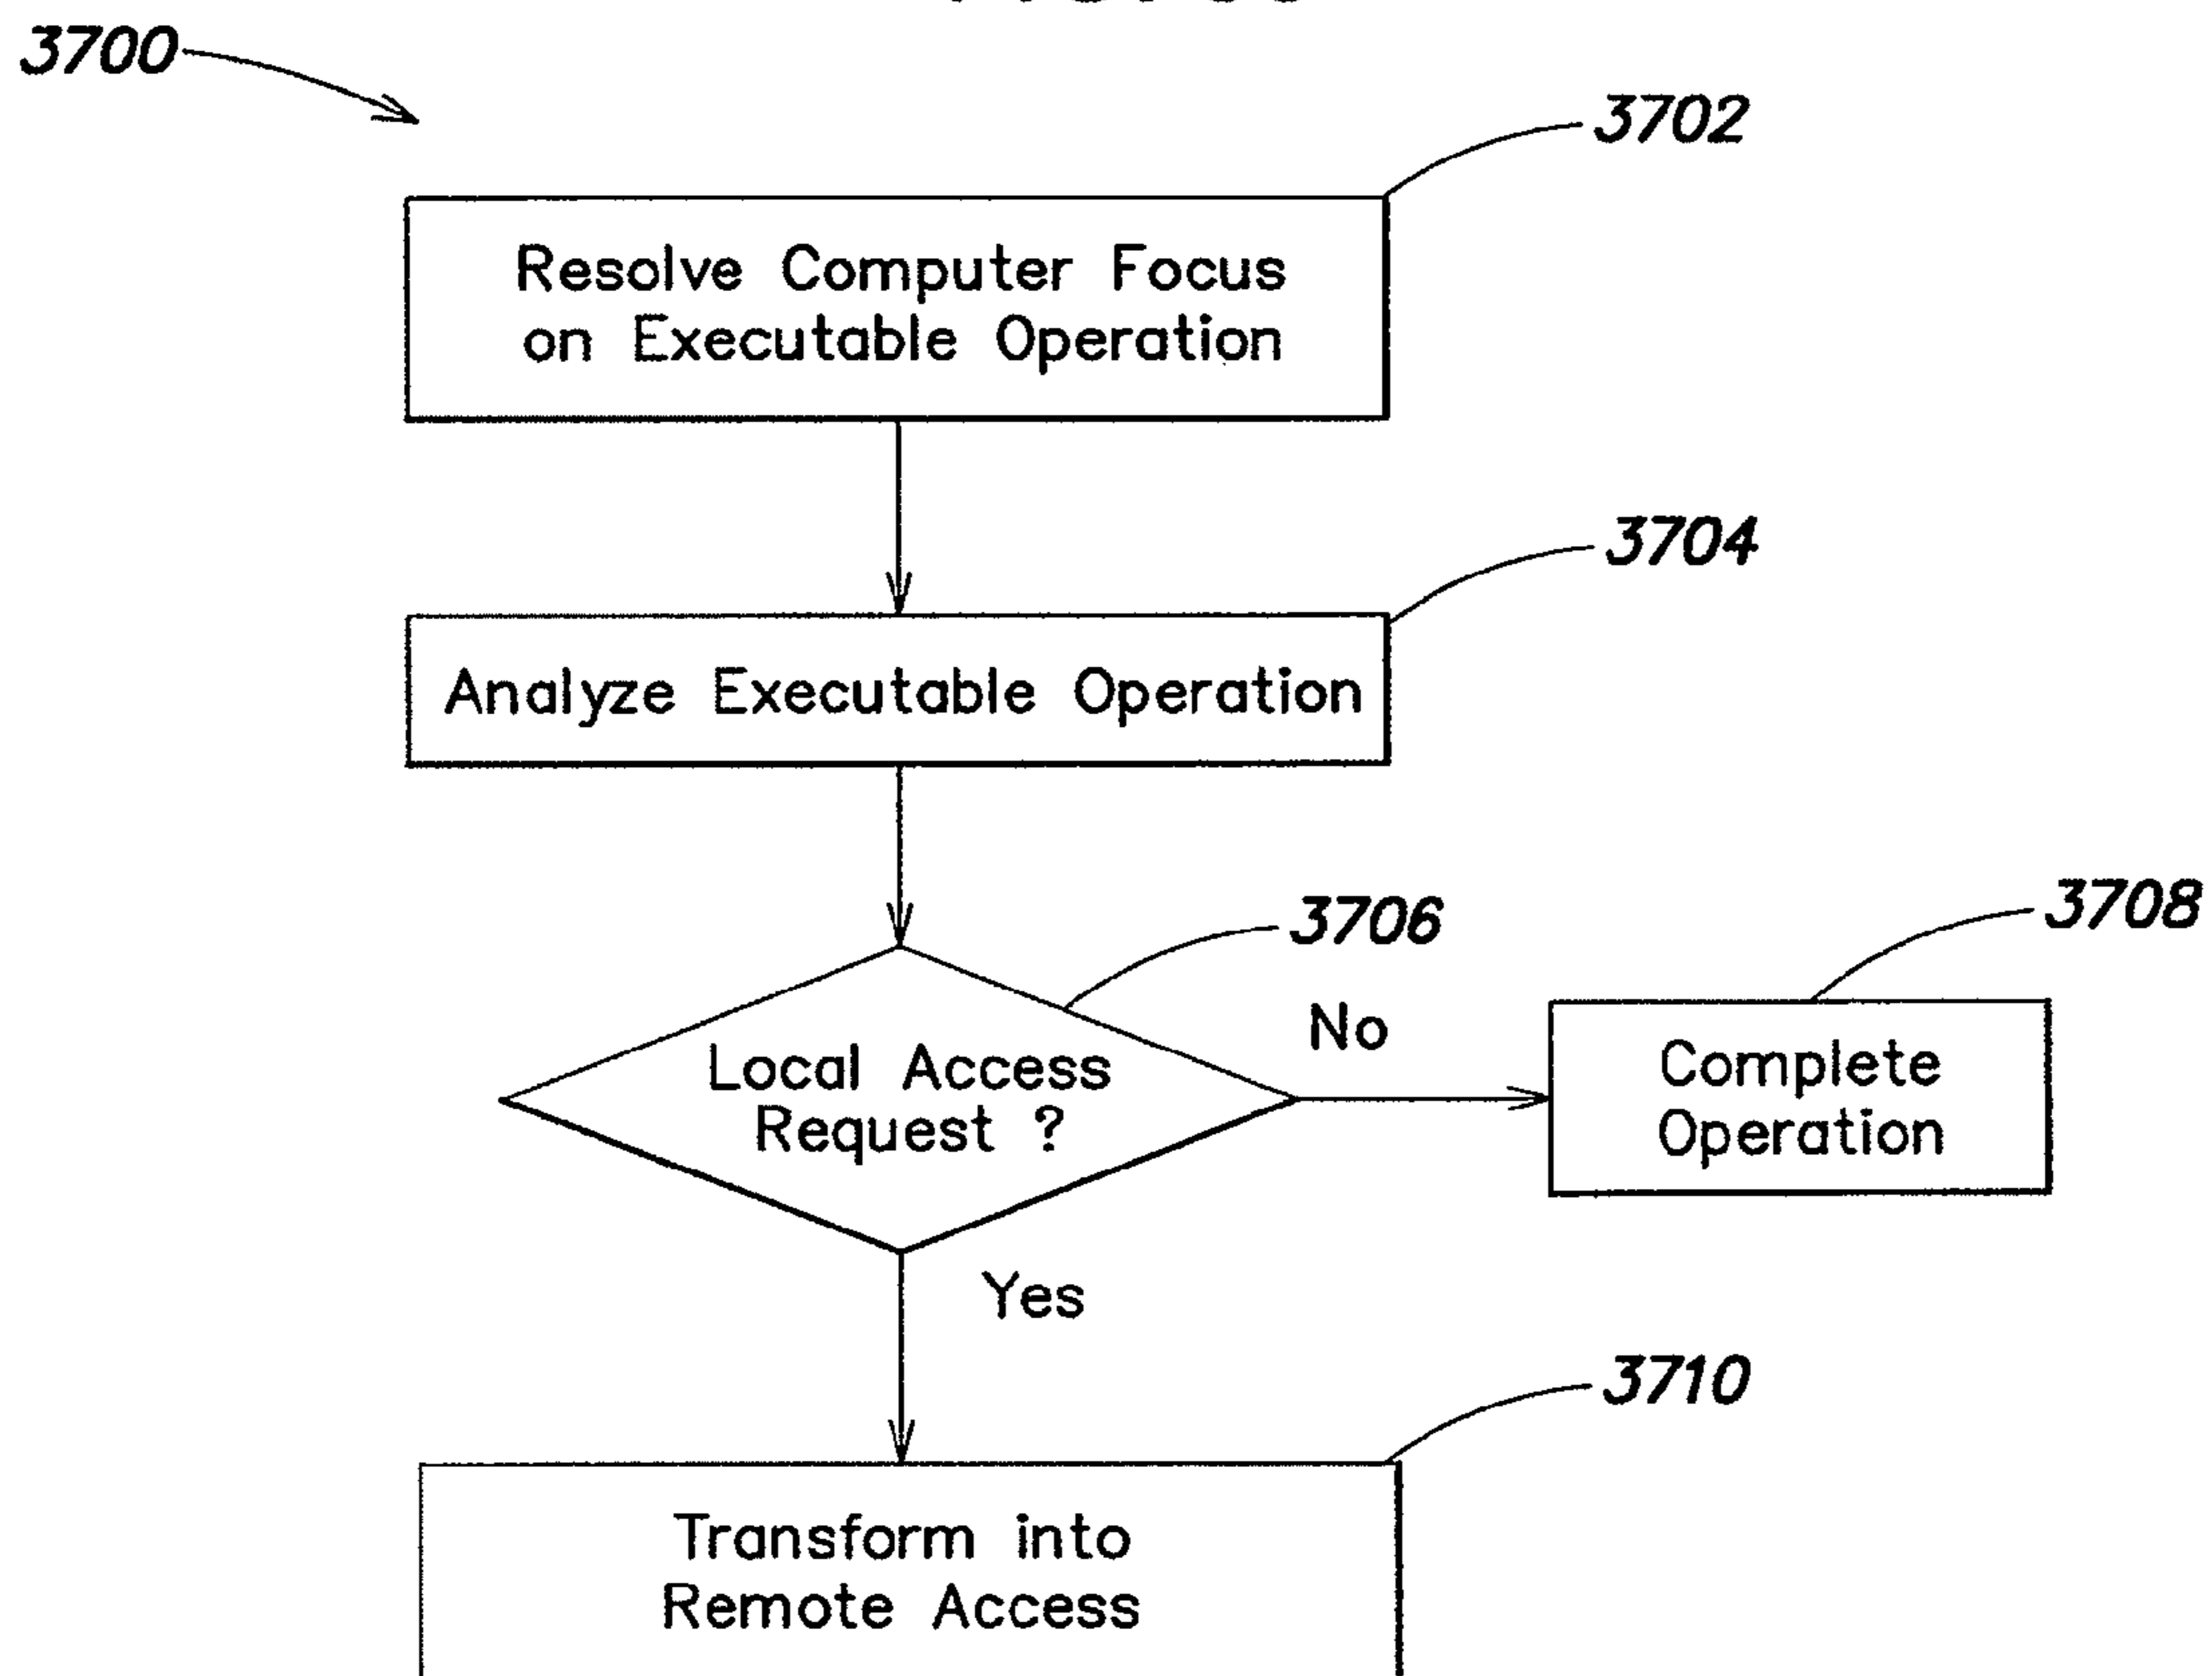 3700
3702
Resolve Computer Focus
on Executable Operation
3704
Analyze Executable Operation
3706
3708
Local Access
Request ?
No
Complete
Operation
Yes
3710
Transform into
Remote Access